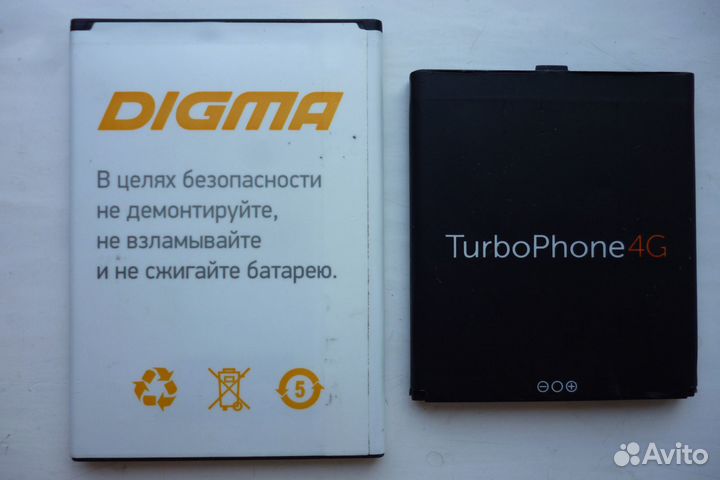 DIGMA
В целях безопасности
не демонтируйте,
не взламывайте
и не сжигайте батарею.
5
TurboPhone4G
Avito